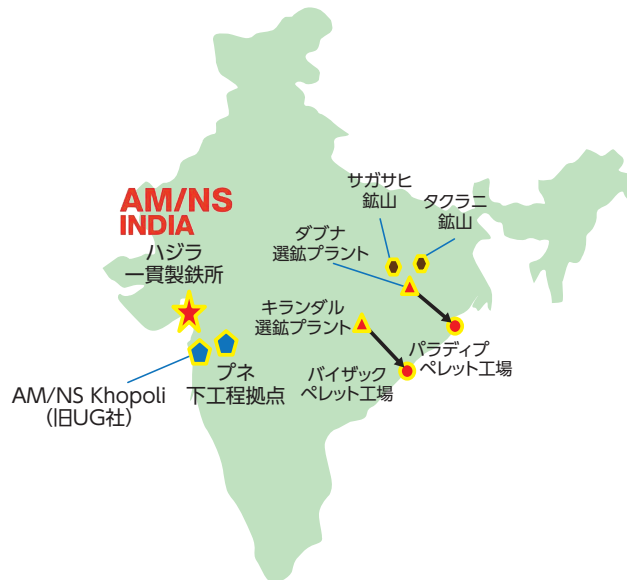 AM/NS
INDIA
ハジラ
一貫製鉄所
サガサヒ
鉱山
タクラニ
鉱山
ダブナ
選鉱プラント
キランダル
選鉱プラント
パラディプ
ペレット工場
バイザック
ペレット工場
プネ
下工程拠点
AM/NS Khopoli
（旧UG社）